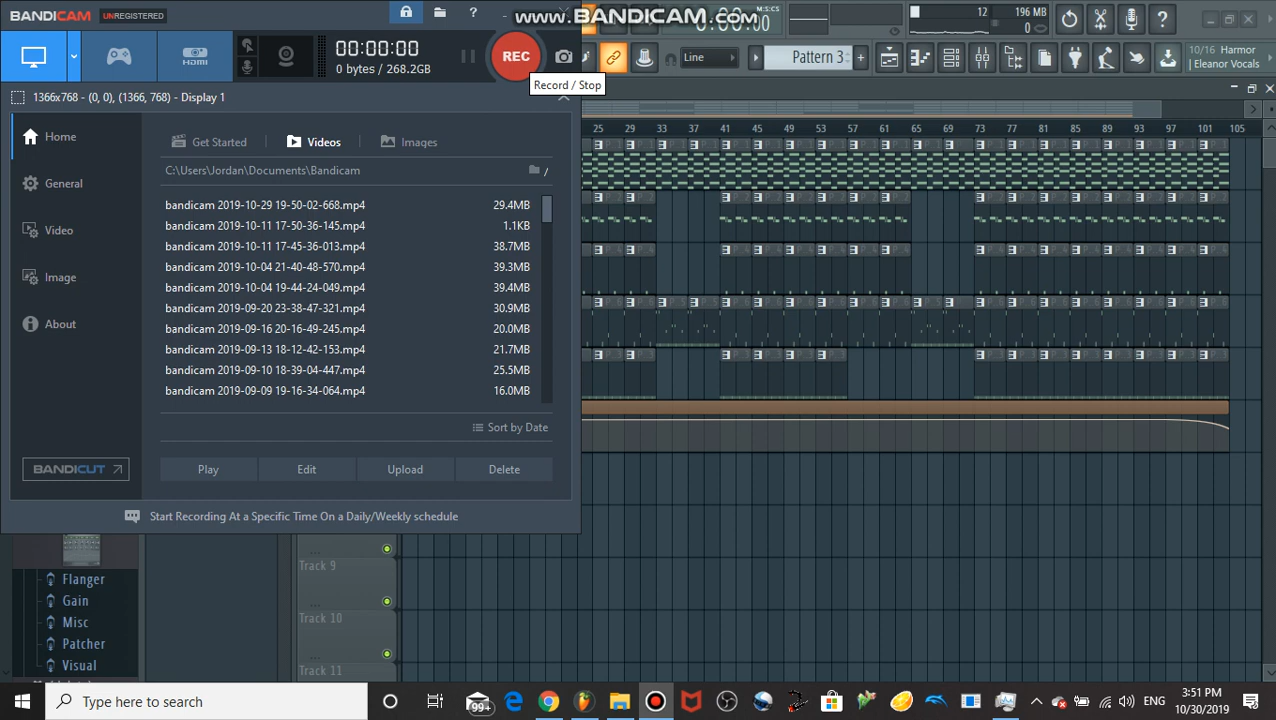 BANDICAM UNREGISTERED
www.BANDICAM.com
00:00:00
0 bytes / 268.2GB
REC
Record / Stop
HDMI
12 196 MB
0
Line
Pattern 3
10/16 Harmor
Eleanor Vocals
1366x768 - (0, 0), (1366, 768) - Display 1
Home
General
Video
Image
About
Get Started
Videos
Images
C:\Users\Jordan\Documents\Bandicam
/
bandicam 2019-10-29 19-50-02-668.mp4 29.4MB
bandicam 2019-10-11 17-50-36-145.mp4 1.1KB
bandicam 2019-10-11 17-45-36-013.mp4 38.7MB
bandicam 2019-10-04 21-40-48-570.mp4 39.3MB
bandicam 2019-10-04 19-44-24-049.mp4 39.4MB
bandicam 2019-09-20 23-38-47-321.mp4 30.9MB
bandicam 2019-09-16 20-16-49-245.mp4 20.0MB
bandicam 2019-09-13 18-12-42-153.mp4 21.7MB
bandicam 2019-09-10 18-39-04-447.mp4 25.5MB
bandicam 2019-09-09 19-16-34-064.mp4 16.0MB
Sort by Date
BANDICUT
Play Edit Upload Delete
Start Recording At a Specific Time On a Daily/Weekly schedule
25 29 33 37 41 45 49 53 57 61 65 69 73 77 81 85 89 93 97 101 105
Track 9
Track 10
Track 11
Flanger
Gain
Misc
Patcher
Visual
Type here to search
99+
ENG
3:51 PM
10/30/2019